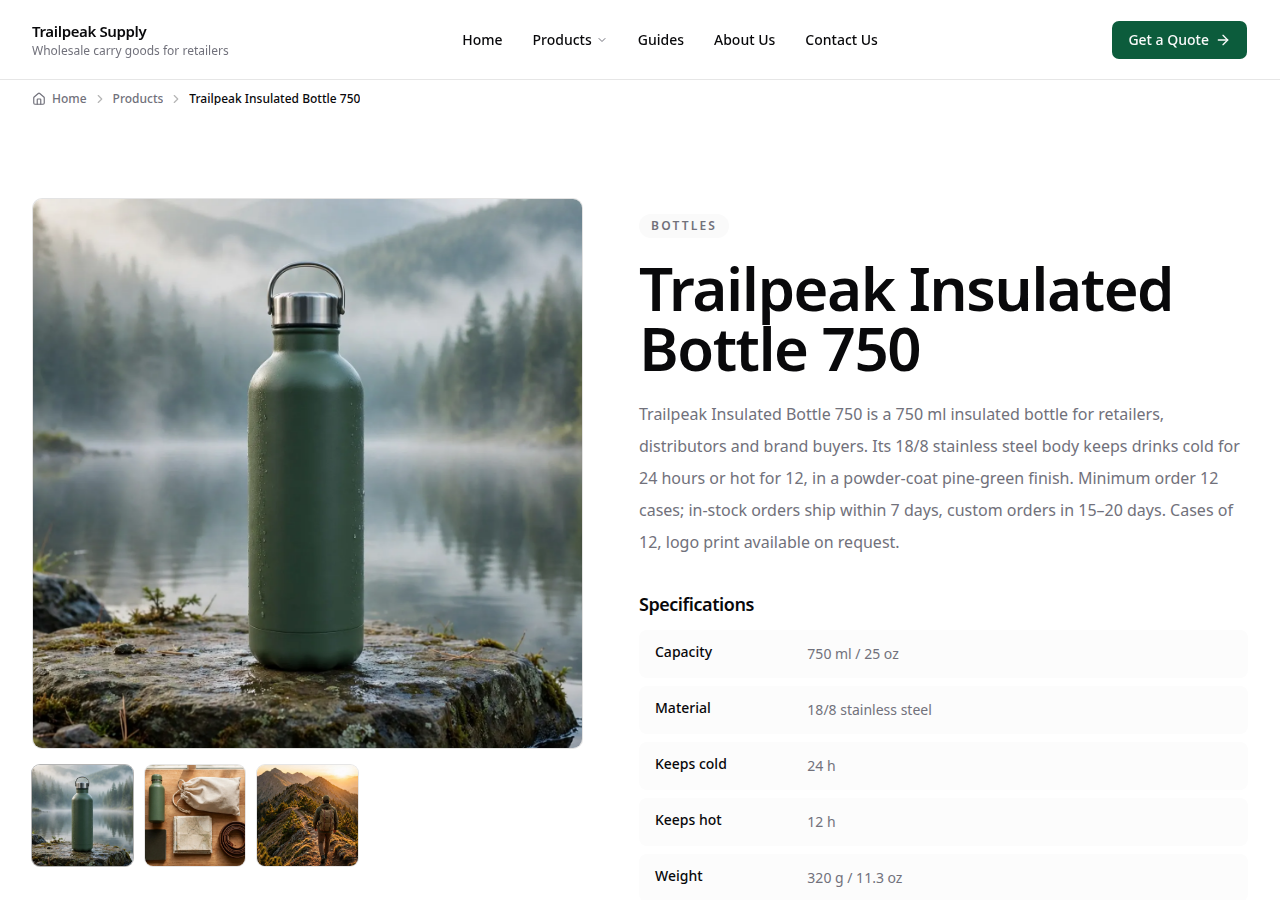 Trailpeak Supply
Wholesale carry goods for retailers
Home
Products
Guides
About Us
Contact Us
Get a Quote
Home
Products
Trailpeak Insulated Bottle 750
BOTTLES
Trailpeak Insulated
Bottle 750
Trailpeak Insulated Bottle 750 is a 750 ml insulated bottle for retailers,
distributors and brand buyers. Its 18/8 stainless steel body keeps drinks cold for
24 hours or hot for 12, in a powder-coat pine-green finish. Minimum order 12
cases; in-stock orders ship within 7 days, custom orders in 15–20 days. Cases of
12, logo print available on request.
Specifications
Capacity
750 ml / 25 oz
Material
18/8 stainless steel
Keeps cold
24 h
Keeps hot
12 h
Weight
320 g / 11.3 oz